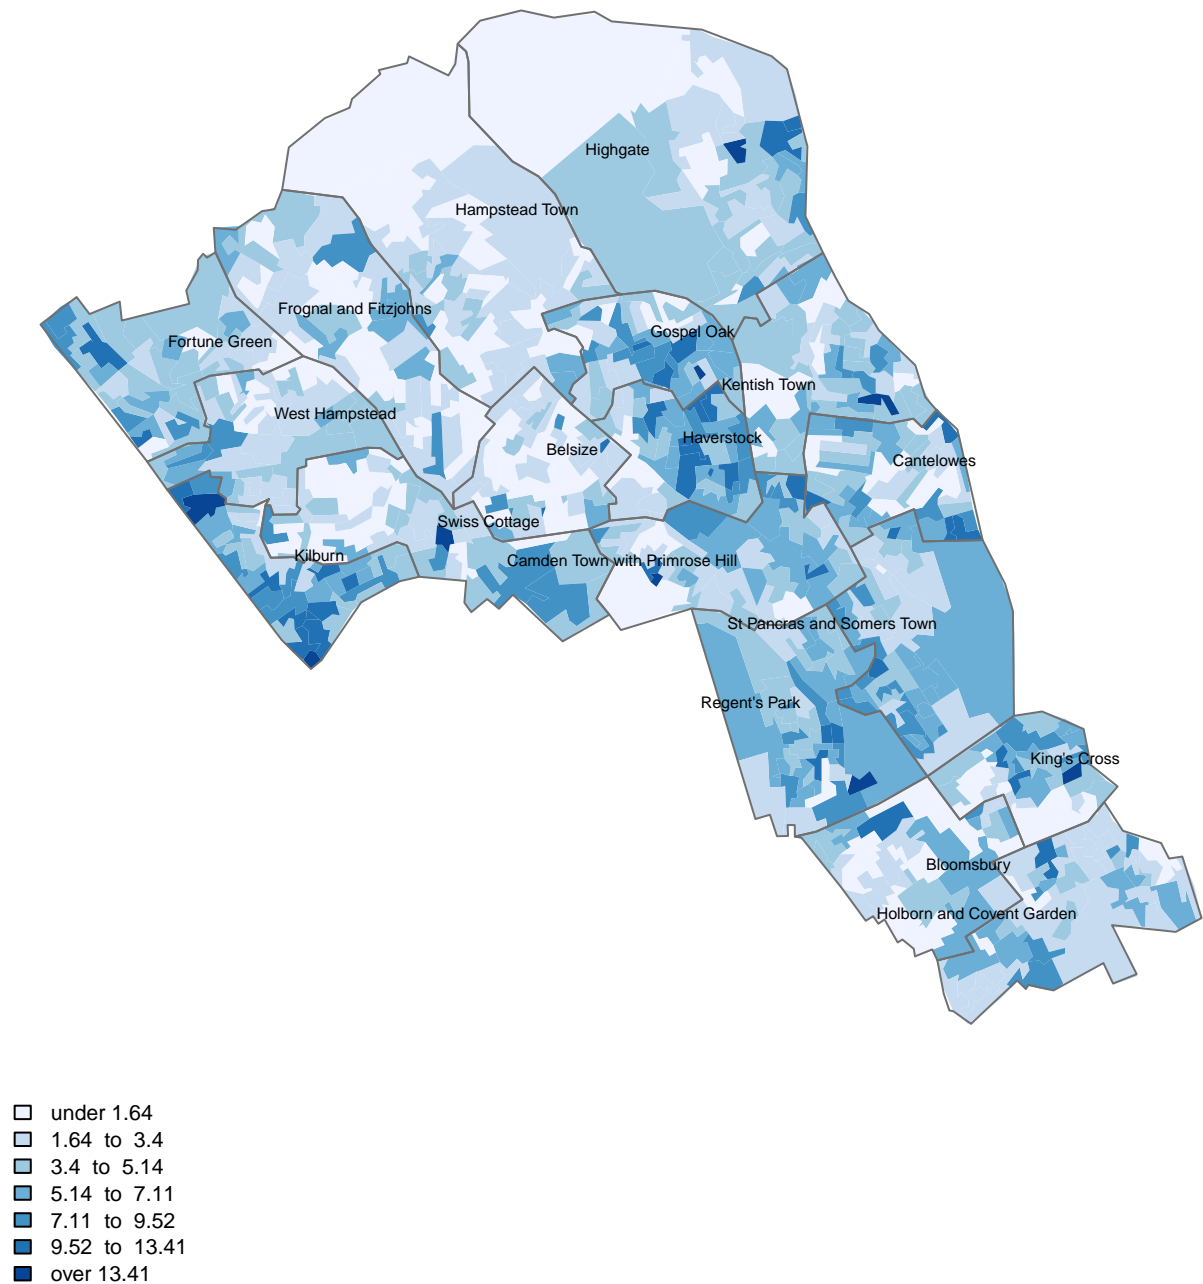 Highgate
Hampstead Town
Frognal and Fitzjohns
Gospel Oak
Fortune Green
Kentish Town
West Hampstead
Haverstock
Belsize
Cantelowes
Swiss Cottage
Kilburn
Camden Town with Primrose Hill
St Pancras and Somers Town
Regent's Park
King's Cross
Bloomsbury
Holborn and Covent Garden
under 1.64
1.64 to 3.4
3.4 to 5.14
5.14 to 7.11
7.11 to 9.52
9.52 to 13.41
over 13.41